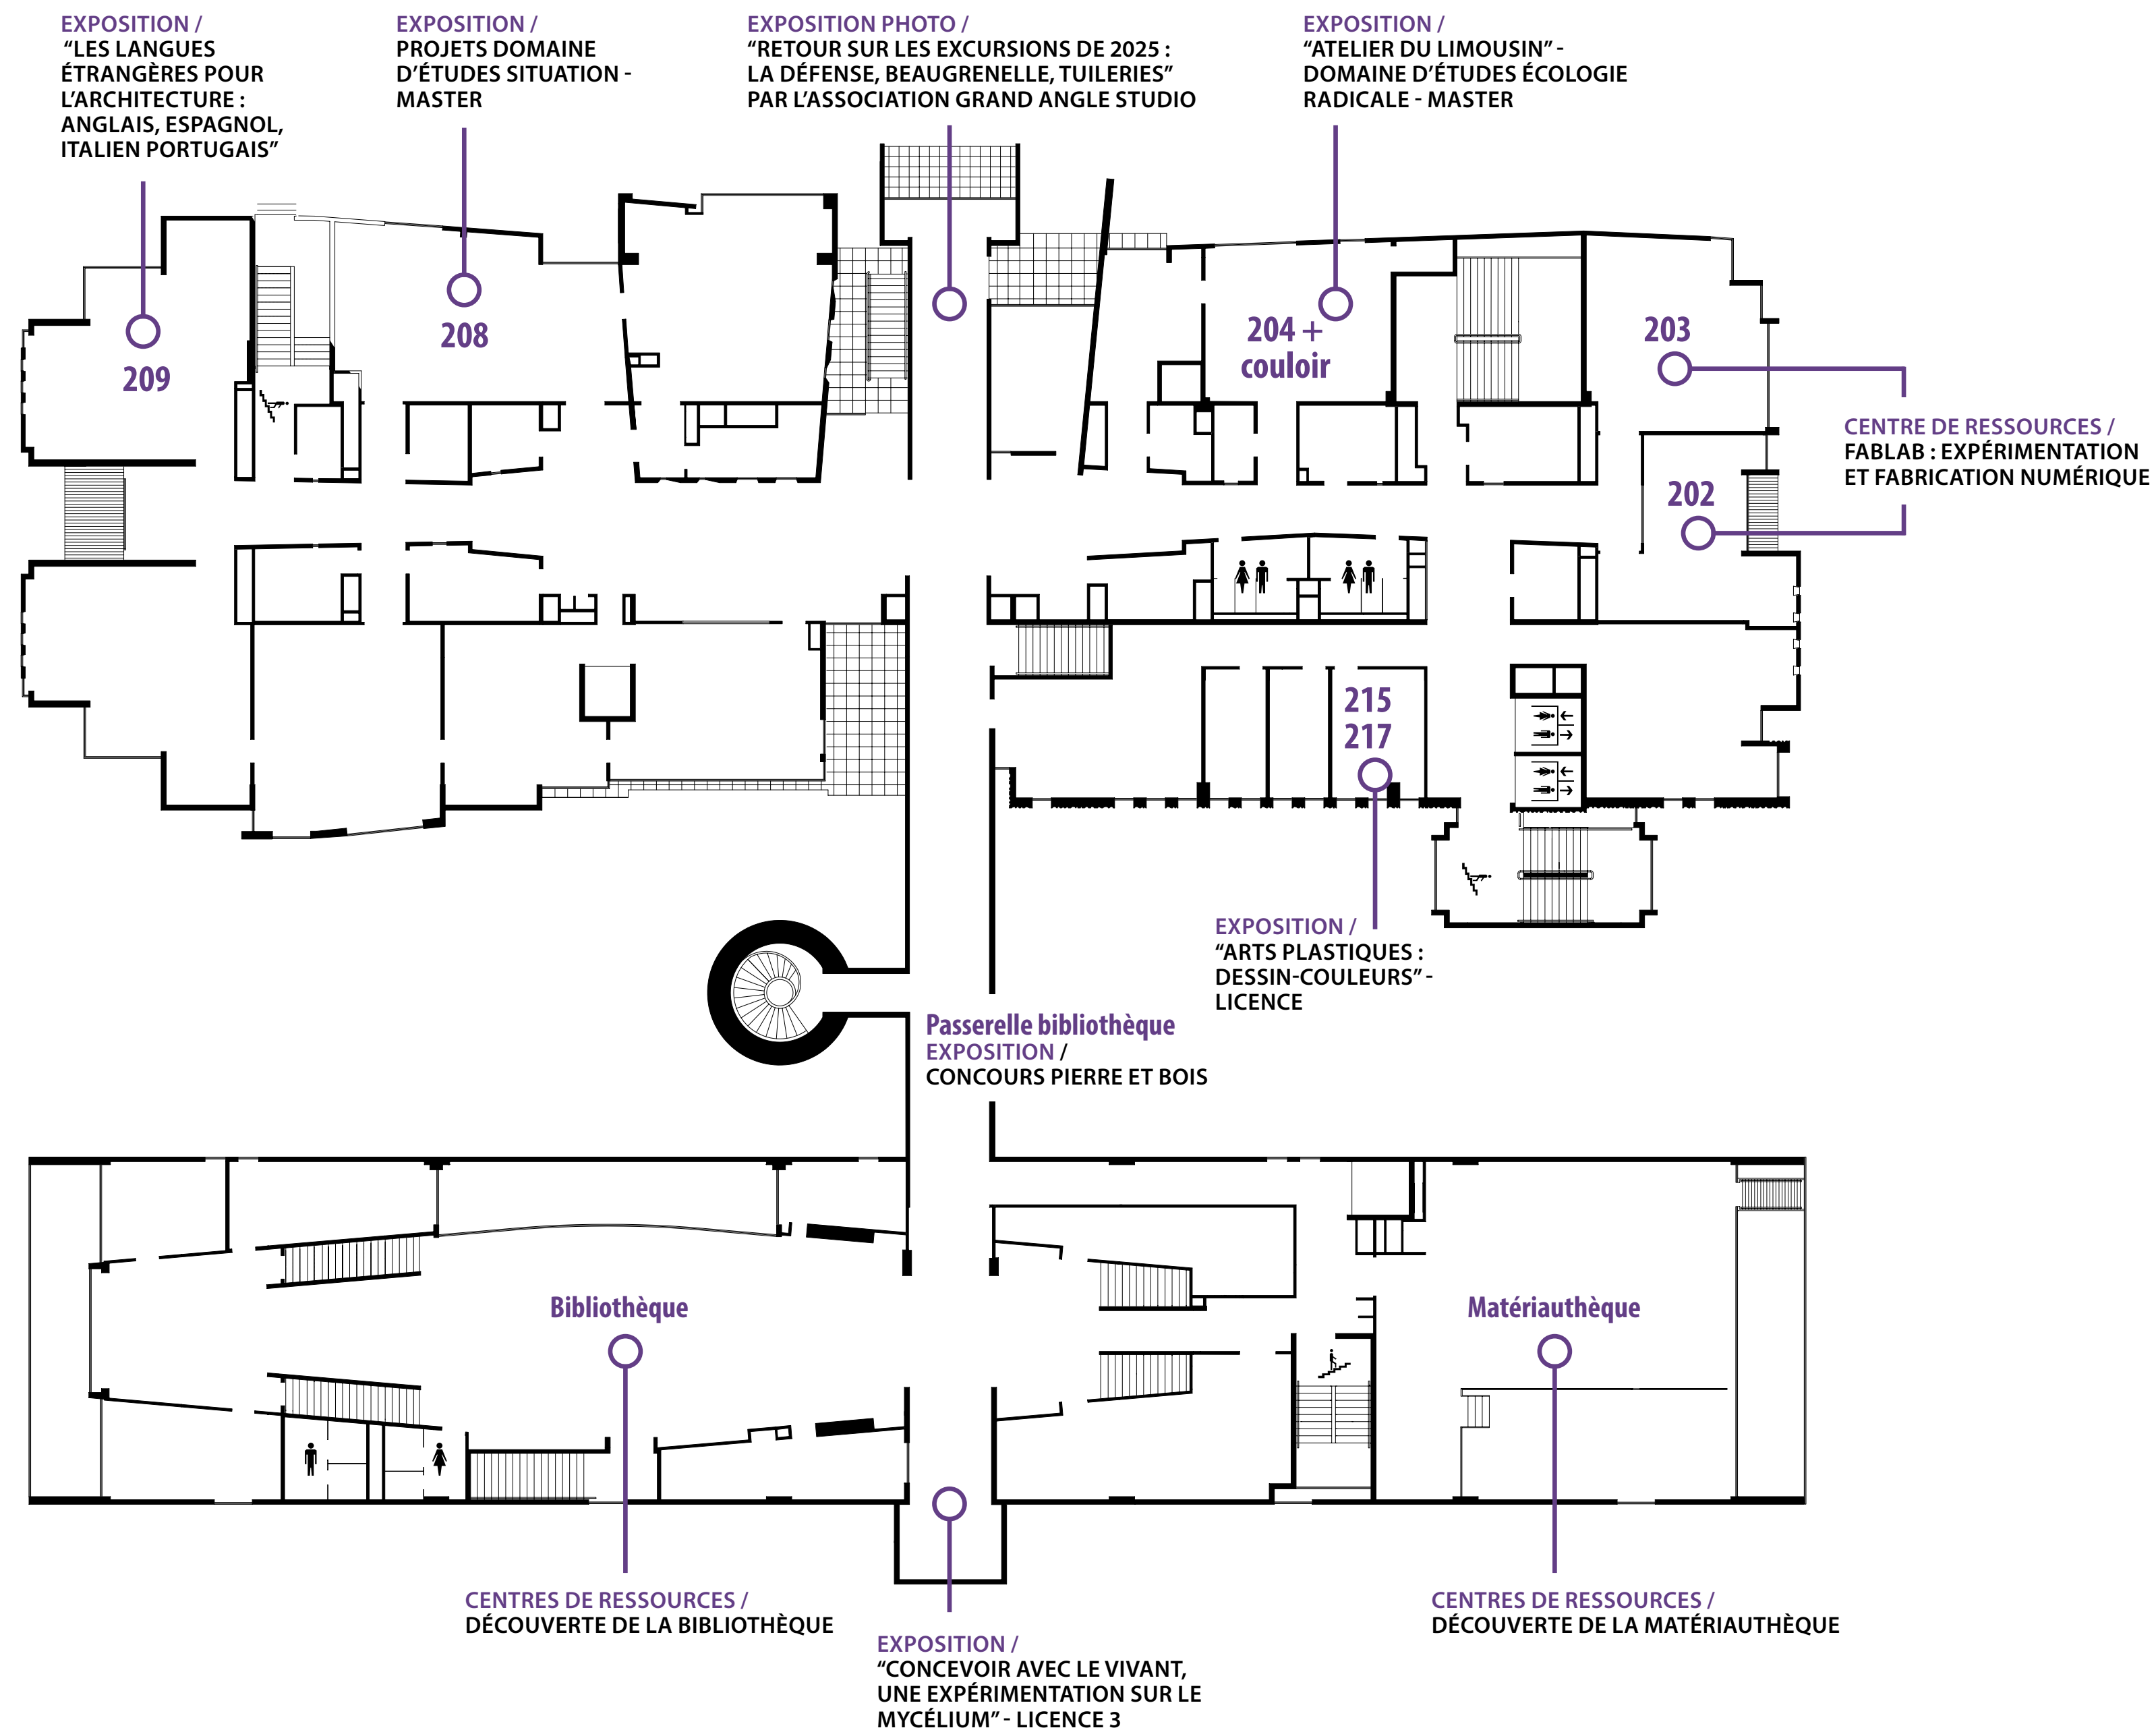 EXPOSITION /
“LES LANGUES
ÉTRANGÈRES POUR
L’ARCHITECTURE :
ANGLAIS, ESPAGNOL,
ITALIEN PORTUGAIS”
EXPOSITION /
PROJETS DOMAINE
D’ÉTUDES SITUATION -
MASTER
EXPOSITION PHOTO /
“RETOUR SUR LES EXCURSIONS DE 2025 :
LA DÉFENSE, BEAUGRENELLE, TUILERIES”
PAR L’ASSOCIATION GRAND ANGLE STUDIO
EXPOSITION /
“ATELIER DU LIMOUSIN” -
DOMAINE D’ÉTUDES ÉCOLOGIE
RADICALE - MASTER
209
208
204 +
couloir
203
CENTRE DE RESSOURCES /
FABLAB : EXPÉRIMENTATION
ET FABRICATION NUMÉRIQUE
202
215
217
EXPOSITION /
“ARTS PLASTIQUES :
DESSIN-COULEURS” -
LICENCE
Passerelle bibliothèque
EXPOSITION /
CONCOURS PIERRE ET BOIS
Bibliothèque
Matériauthèque
CENTRES DE RESSOURCES /
DÉCOUVERTE DE LA BIBLIOTHÈQUE
EXPOSITION /
“CONCEVOIR AVEC LE VIVANT,
UNE EXPÉRIMENTATION SUR LE
MYCÉLIUM” - LICENCE 3
CENTRES DE RESSOURCES /
DÉCOUVERTE DE LA MATÉRIAUTHÈQUE